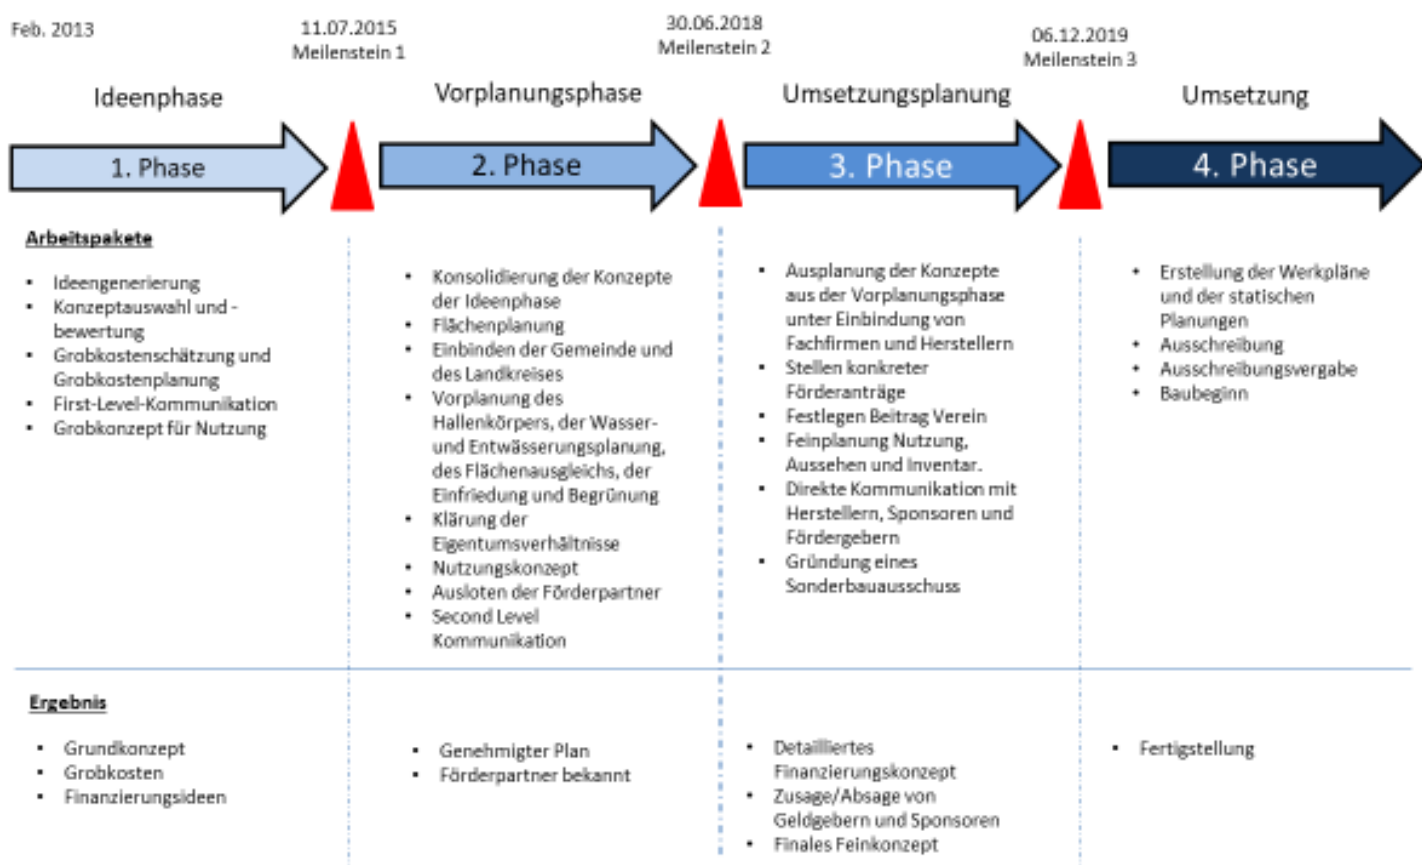 Feb. 2013
11.07.2015
Meilenstein 1
30.06.2018
Meilenstein 2
06.12.2019
Meilenstein 3
Ideenphase
Vorplanungsphase
Umsetzungsplanung
Umsetzung
1. Phase
2. Phase
3. Phase
4. Phase
Arbeitspakete
▪ Ideengenerierung
▪ Konzeptauswahl und -
bewertung
▪ Grobkostenschätzung und
Grobkostenplanung
▪ First-Level-Kommunikation
▪ Grobkonzept für Nutzung
▪ Konsolidierung der Konzepte
der Ideenphase
▪ Flächenplanung
▪ Einbinden der Gemeinde und
des Landkreises
▪ Vorplanung des
Hallenkörpers, der Wasser-
und Entwässerungsplanung,
des Flächenausgleichs, der
Einfriedung und Begrünung
▪ Klärung der
Eigentumsverhältnisse
▪ Nutzungskonzept
▪ Ausloten der Förderpartner
▪ Second Level
Kommunikation
▪ Ausplanung der Konzepte
aus der Vorplanungsphase
unter Einbindung von
Fachfirmen und Herstellern
▪ Stellen konkreter
Förderanträge
▪ Festlegen Beitrag Verein
▪ Feinplanung Nutzung,
Aussehen und Inventar.
▪ Direkte Kommunikation mit
Herstellern, Sponsoren und
Fördergebern
▪ Gründung eines
Sonderbauausschuss
▪ Erstellung der Werkpläne
und der statischen
Planungen
▪ Ausschreibung
▪ Ausschreibungsvergabe
▪ Baubeginn
Ergebnis
▪ Grundkonzept
▪ Grobkosten
▪ Finanzierungsideen
▪ Genehmigter Plan
▪ Förderpartner bekannt
▪ Detailliertes
Finanzierungskonzept
▪ Zusage/Absage von
Geldgebern und Sponsoren
▪ Finales Feinkonzept
▪ Fertigstellung